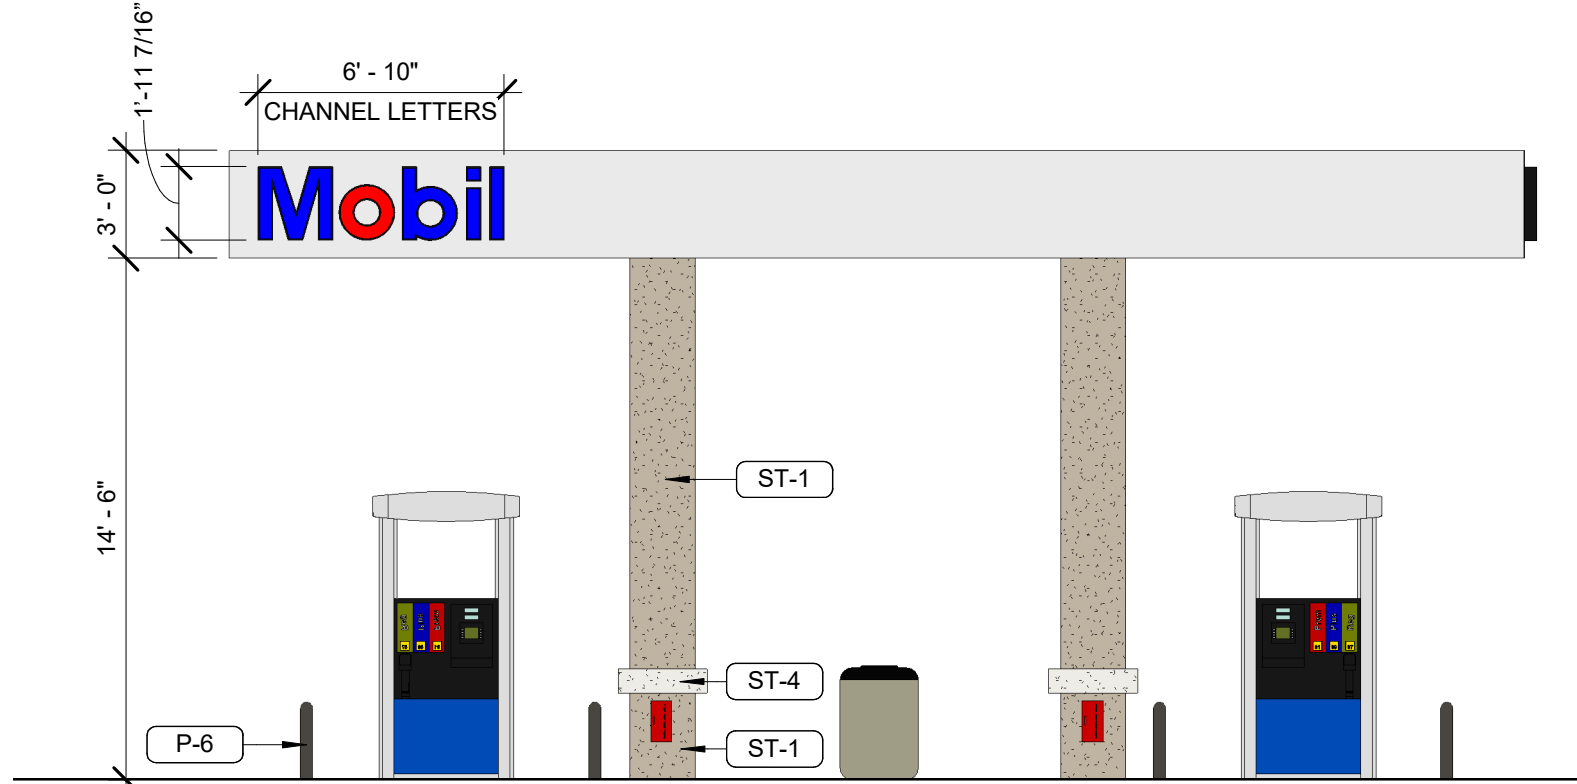 1'-11 7/16"
6' - 10"
CHANNEL LETTERS
3' - 0"
Mobil
14' - 6"
ST-1
ST-4
P-6
ST-1